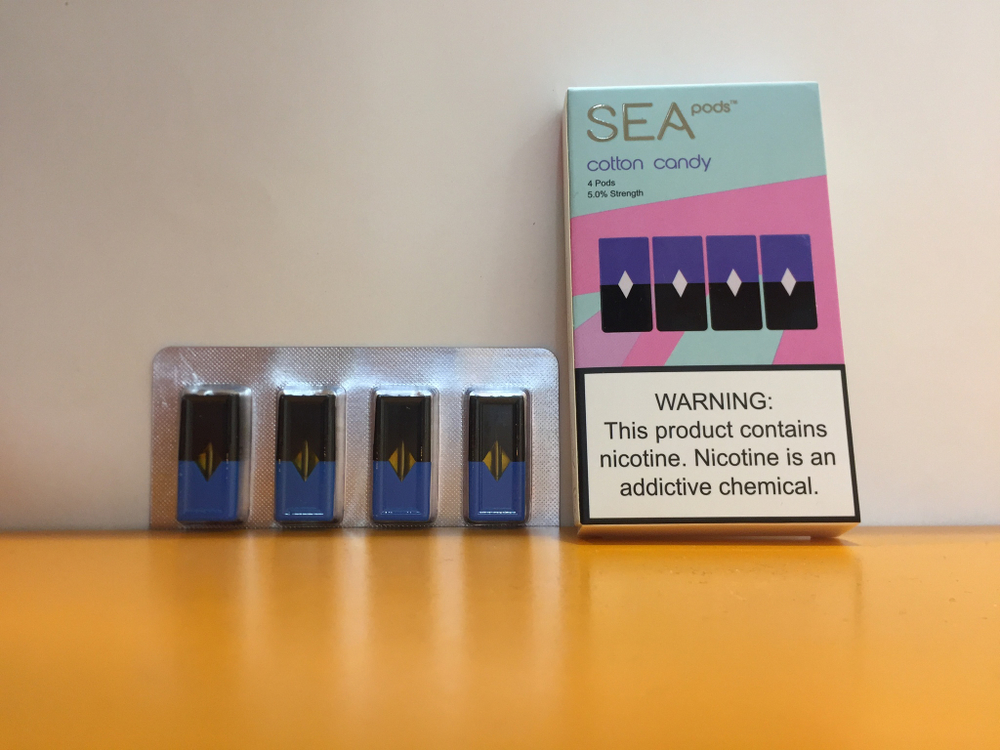 SEA pods™
cotton candy
4 Pods
5.0% Strength
WARNING:
This product contains
nicotine. Nicotine is an
addictive chemical.